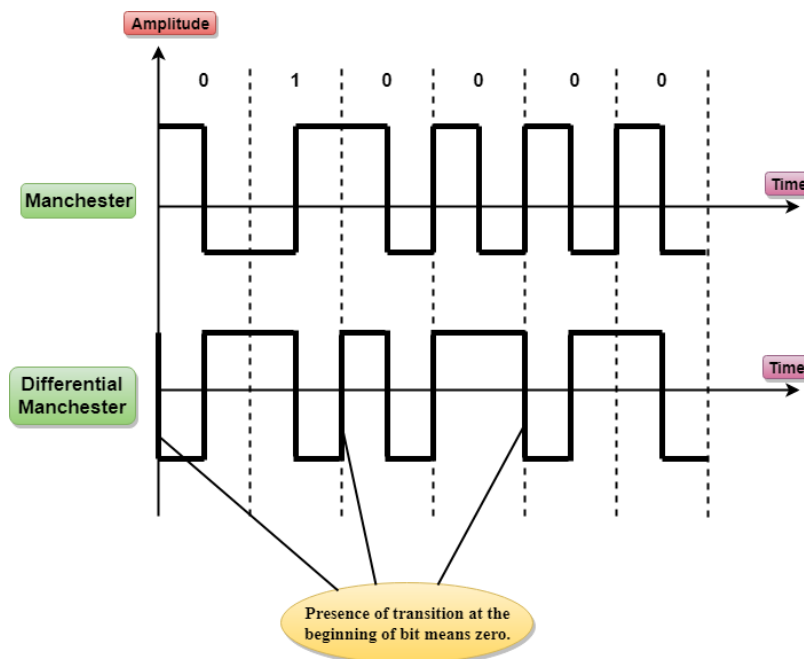 Amplitude
0 1 0 0 0 0
Manchester
Time
Differential
Manchester
Time
Presence of transition at the
beginning of bit means zero.